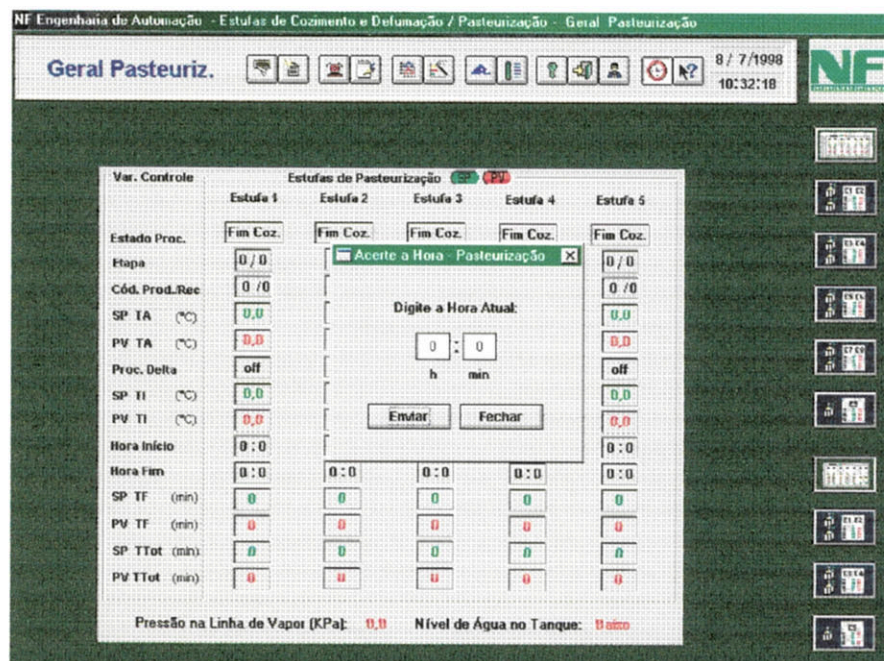 NF Engenharia de Automação - Estufas de Cozimento e Defumação / Pasteurização - Geral Pasteurização
Geral Pasteuriz.
8/ 7/1998
10:32:18
NF
Var. Controle Estufas de Pasteurização SP PV
Estufa 1 Estufa 2 Estufa 3 Estufa 4 Estufa 5
Estado Proc. Fim Coz. Fim Coz. Fim Coz. Fim Coz. Fim Coz.
Acerte a Hora - Pasteurização
Etapa 0 / 0 0 / 0
Cód. Prod./Rec 0 /0 0 /0
SP TA (ºC) 0,0 0,0
Digite a Hora Atual:
PV TA (ºC) 0,0 0,0
0 : 0
h min
Proc. Delta off off
SP TI (ºC) 0,0 0,0
PV TI (ºC) 0,0 0,0
Enviar Fechar
Hora Início 0 : 0 0 : 0
Hora Fim 0 : 0 0 : 0 0 : 0 0 : 0 0 : 0
SP TF (min) 0 0 0 0 0
PV TF (min) 0 0 0 0 0
SP TTot (min) 0 0 0 0 0
PV TTot (min) 0 0 0 0 0
Pressão na Linha de Vapor (KPa): 0,0 Nível de Água no Tanque: Baixo